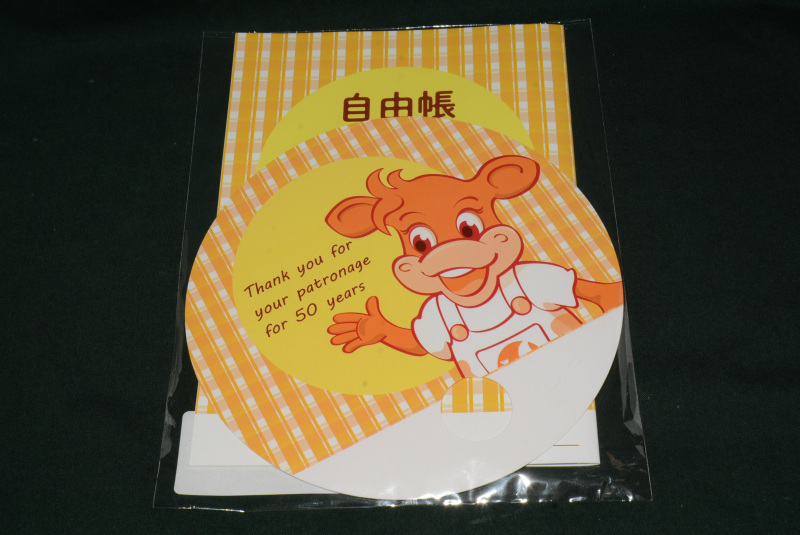 自由帳
Thank you for
your patronage
for 50 years